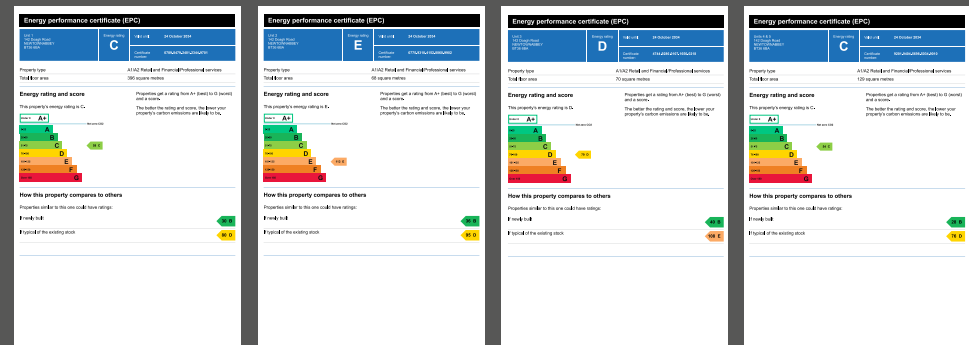 Energy performance certificate (EPC)
Unit 1
142 Doagh Road
NEWTOWNABBEY
BT36 6BA
Energy rating
C
Valid until
24 October 2034
Certificate number
Property type
A1/A2 Retail and Financial/Professional services
Total floor area
395 square metres
Energy rating and score
This property's energy rating is C.
Properties get a rating from A+ (best) to G (worst) and a score.
The better the rating and score, the lower your property's carbon emissions are likely to be.
A+
A
B
C
D
E
F
G
How this property compares to others
Properties similar to this one could have ratings:
If newly built
If typical of the existing stock
Energy performance certificate (EPC)
Unit 2
Energy rating
E
Valid until
24 October 2034
Certificate number
Property type
A1/A2 Retail and Financial/Professional services
Total floor area
68 square metres
Energy rating and score
This property's energy rating is E.
Properties get a rating from A+ (best) to G (worst) and a score.
The better the rating and score, the lower your property's carbon emissions are likely to be.
A+
A
B
C
D
E
F
G
How this property compares to others
Properties similar to this one could have ratings:
If newly built
If typical of the existing stock
95 D
Energy performance certificate (EPC)
Energy rating
D
Valid until
24 October 2034
Certificate number
Property type
A1/A2 Retail and Financial/Professional services
Total floor area
70 square metres
Energy rating and score
This property's energy rating is D.
Properties get a rating from A+ (best) to G (worst) and a score.
The better the rating and score, the lower your property's carbon emissions are likely to be.
A+
A
B
C
D
E
F
G
How this property compares to others
Properties similar to this one could have ratings:
If newly built
If typical of the existing stock
Energy performance certificate (EPC)
Energy rating
C
Valid until
24 October 2034
Certificate number
Property type
A1/A2 Retail and Financial/Professional services
Total floor area
129 square metres
Energy rating and score
This property's energy rating is C.
Properties get a rating from A+ (best) to G (worst) and a score.
The better the rating and score, the lower your property's carbon emissions are likely to be.
A+
A
B
C
D
E
F
G
How this property compares to others
Properties similar to this one could have ratings:
If newly built
If typical of the existing stock